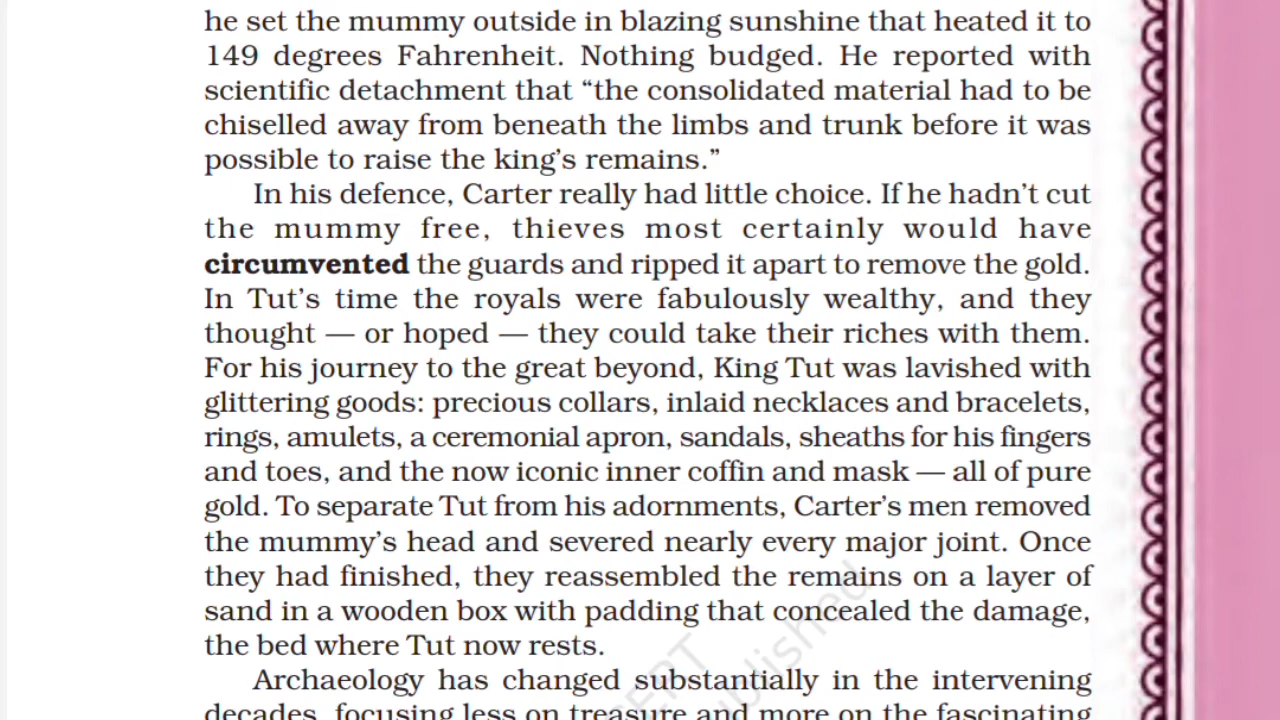 he set the mummy outside in blazing sunshine that heated it to
149 degrees Fahrenheit. Nothing budged. He reported with
scientific detachment that “the consolidated material had to be
chiselled away from beneath the limbs and trunk before it was
possible to raise the king’s remains.”
In his defence, Carter really had little choice. If he hadn’t cut
the mummy free, thieves most certainly would have
circumvented the guards and ripped it apart to remove the gold.
In Tut’s time the royals were fabulously wealthy, and they
thought — or hoped — they could take their riches with them.
For his journey to the great beyond, King Tut was lavished with
glittering goods: precious collars, inlaid necklaces and bracelets,
rings, amulets, a ceremonial apron, sandals, sheaths for his fingers
and toes, and the now iconic inner coffin and mask — all of pure
gold. To separate Tut from his adornments, Carter’s men removed
the mummy’s head and severed nearly every major joint. Once
they had finished, they reassembled the remains on a layer of
sand in a wooden box with padding that concealed the damage,
the bed where Tut now rests.
Archaeology has changed substantially in the intervening
decades, focusing less on treasure and more on the fascinating